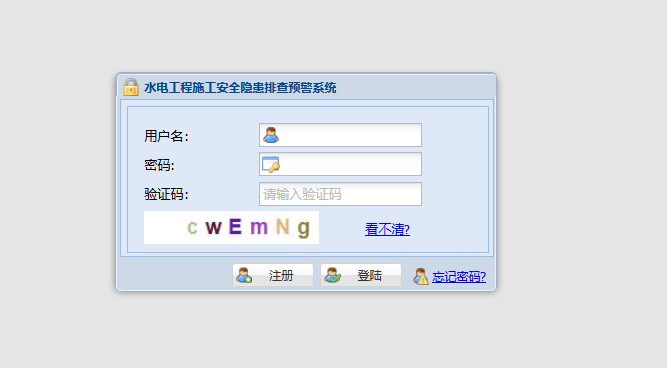 水电工程施工安全隐患排查预警系统
用户名:
密码:
验证码: 请输入验证码
cwEmNg 看不清?
注册 登陆 忘记密码?